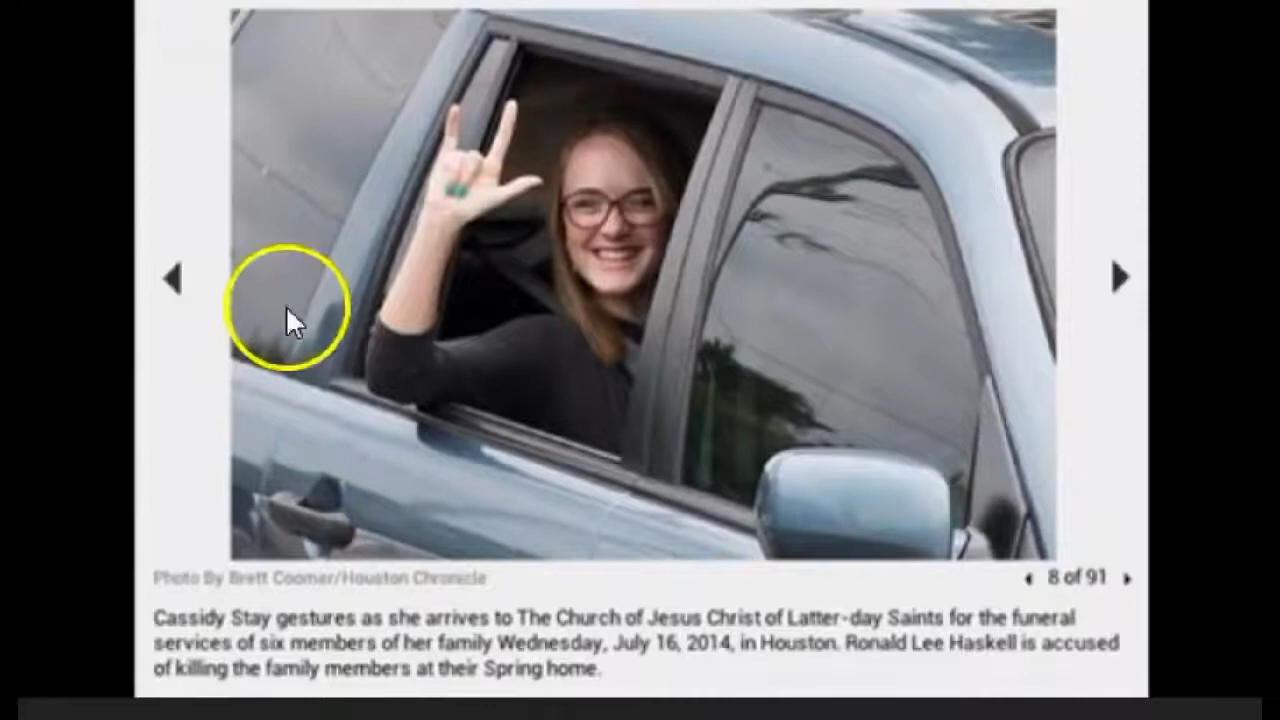 Photo By Brett Coomer/Houston Chronicle
8 of 91
Cassidy Stay gestures as she arrives to The Church of Jesus Christ of Latter-day Saints for the funeral
services of six members of her family Wednesday, July 16, 2014, in Houston. Ronald Lee Haskell is accused
of killing the family members at their Spring home.